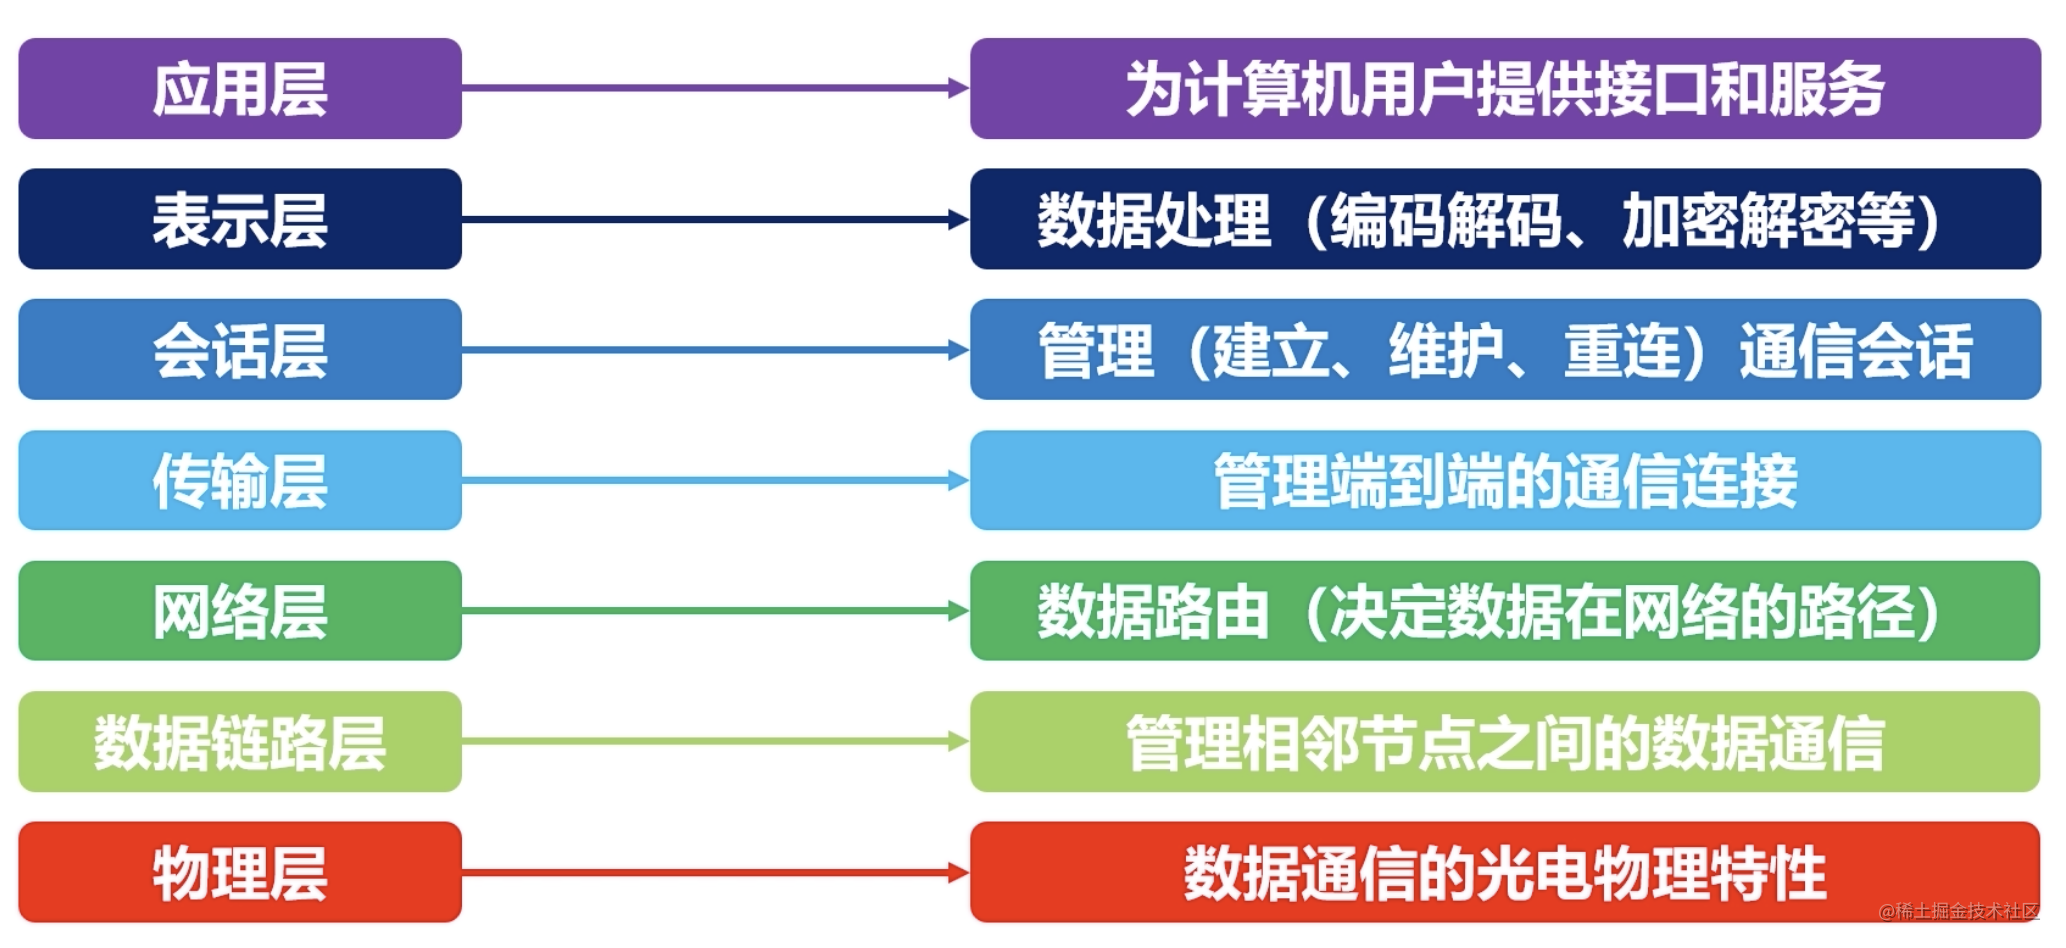 应用层
为计算机用户提供接口和服务
表示层
数据处理（编码解码、加密解密等）
会话层
管理（建立、维护、重连）通信会话
传输层
管理端到端的通信连接
网络层
数据路由（决定数据在网络的路径）
数据链路层
管理相邻节点之间的数据通信
物理层
数据通信的光电物理特性
@稀土掘金技术社区